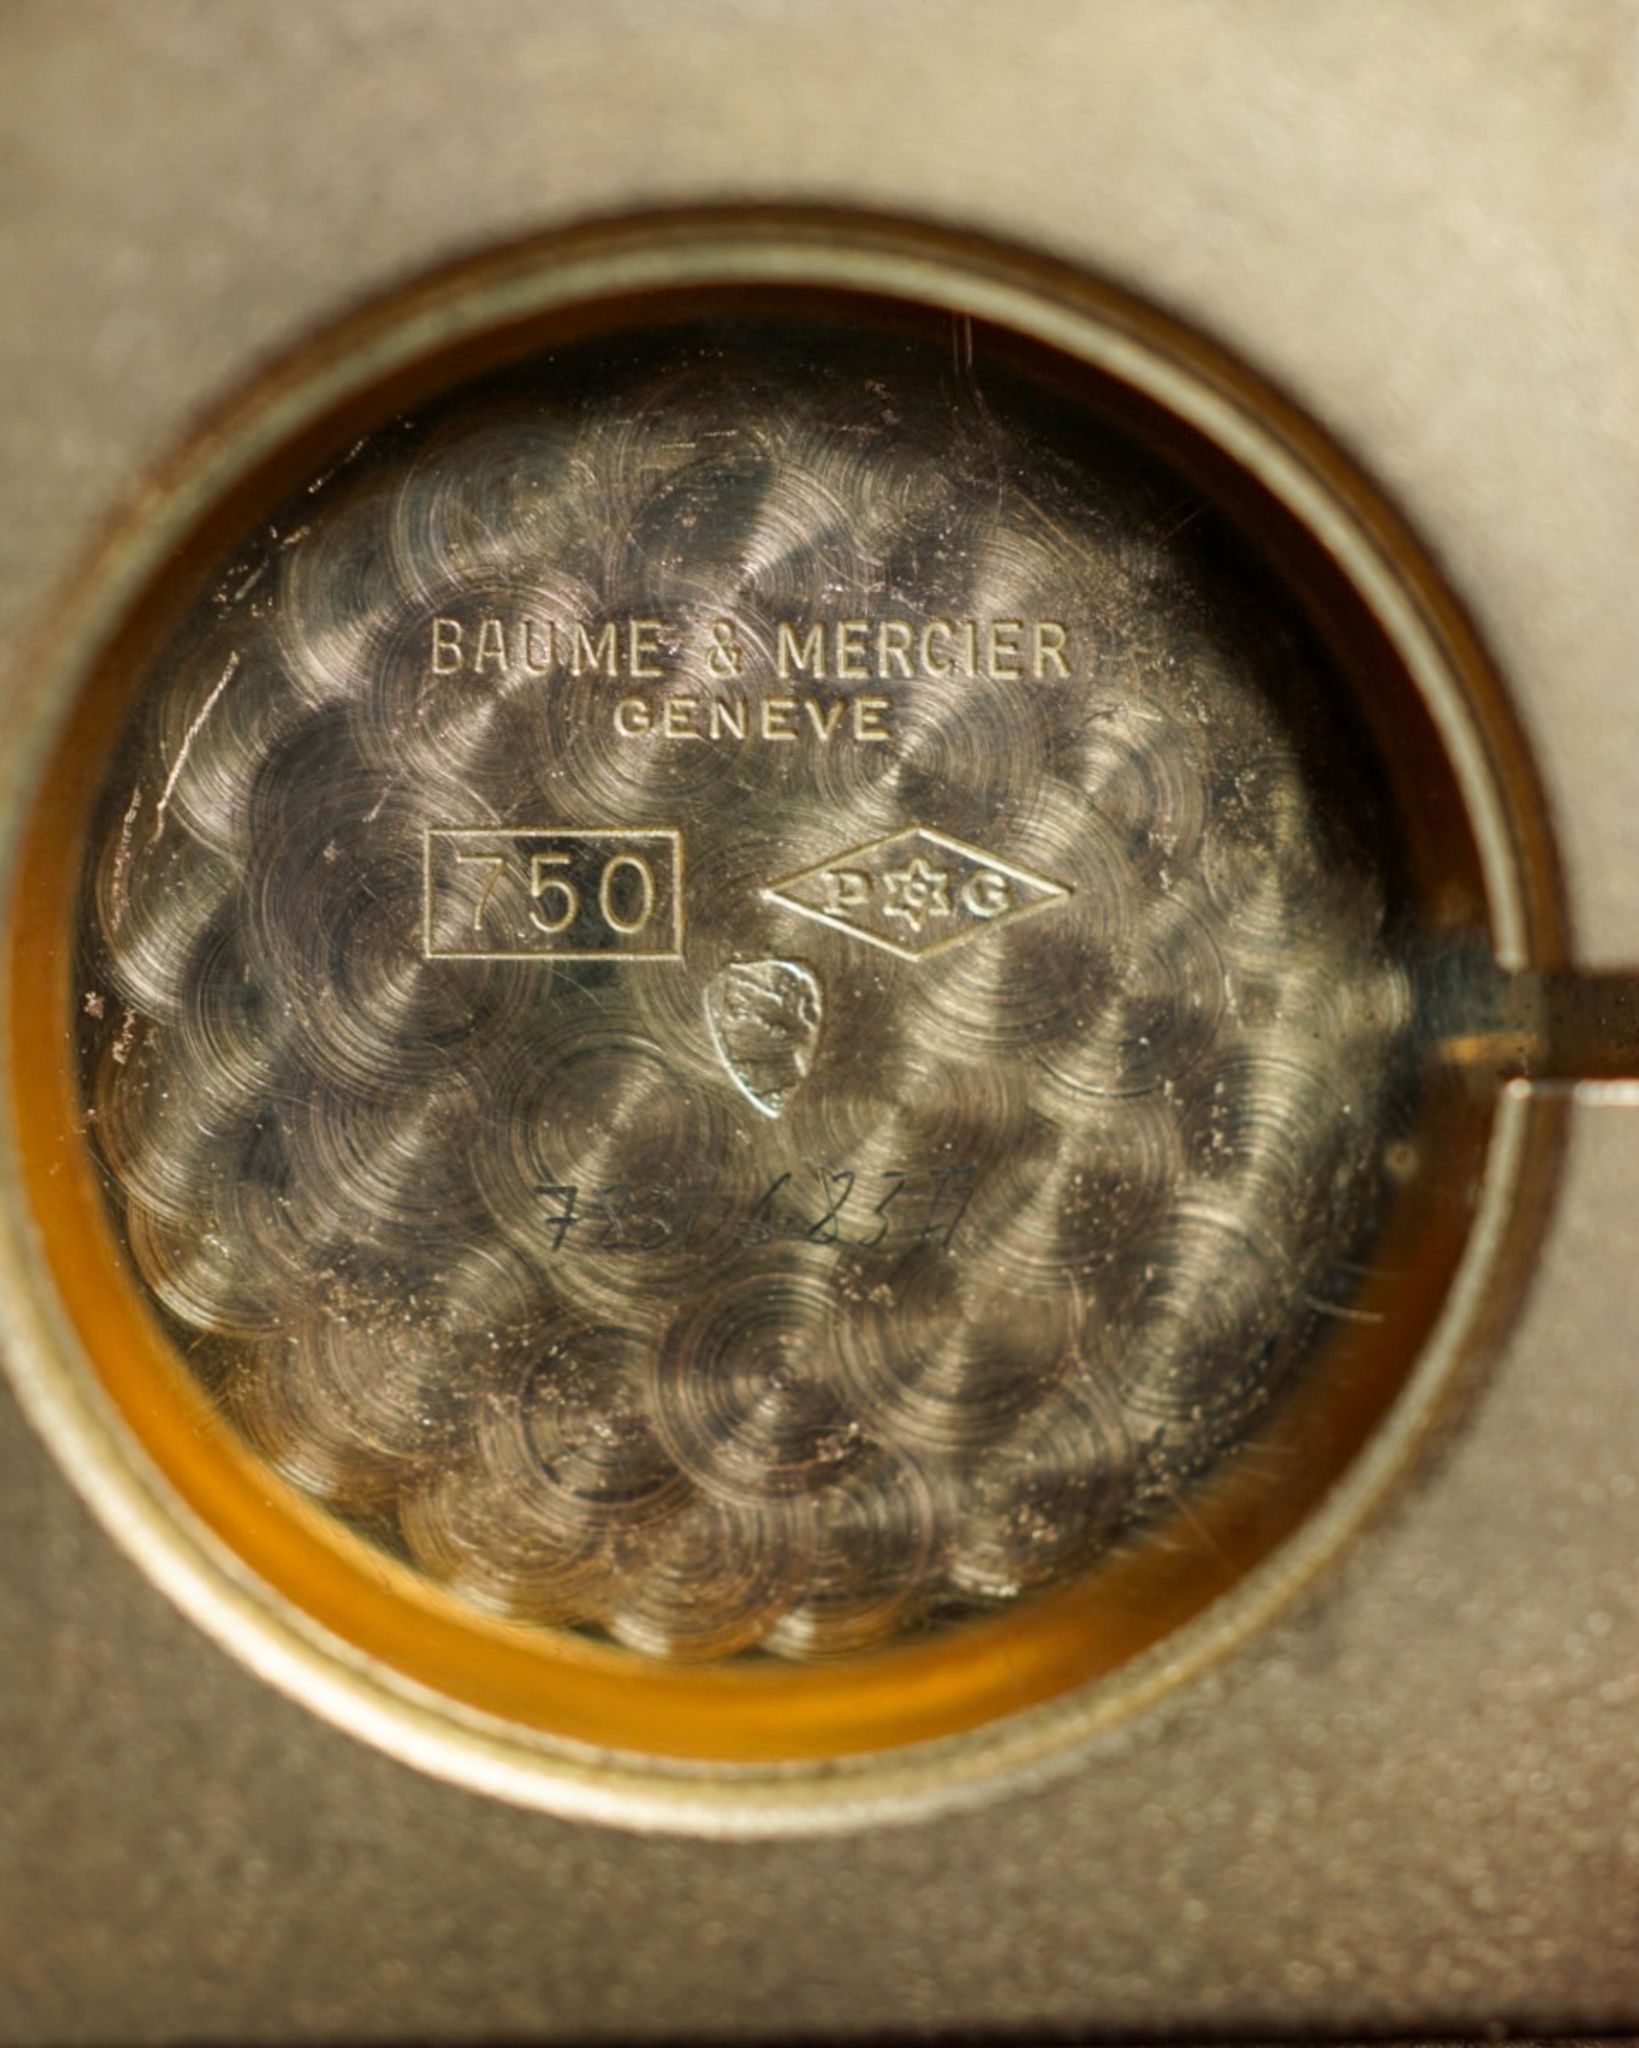 BAUME & MERCIER
GENEVE
750
P G